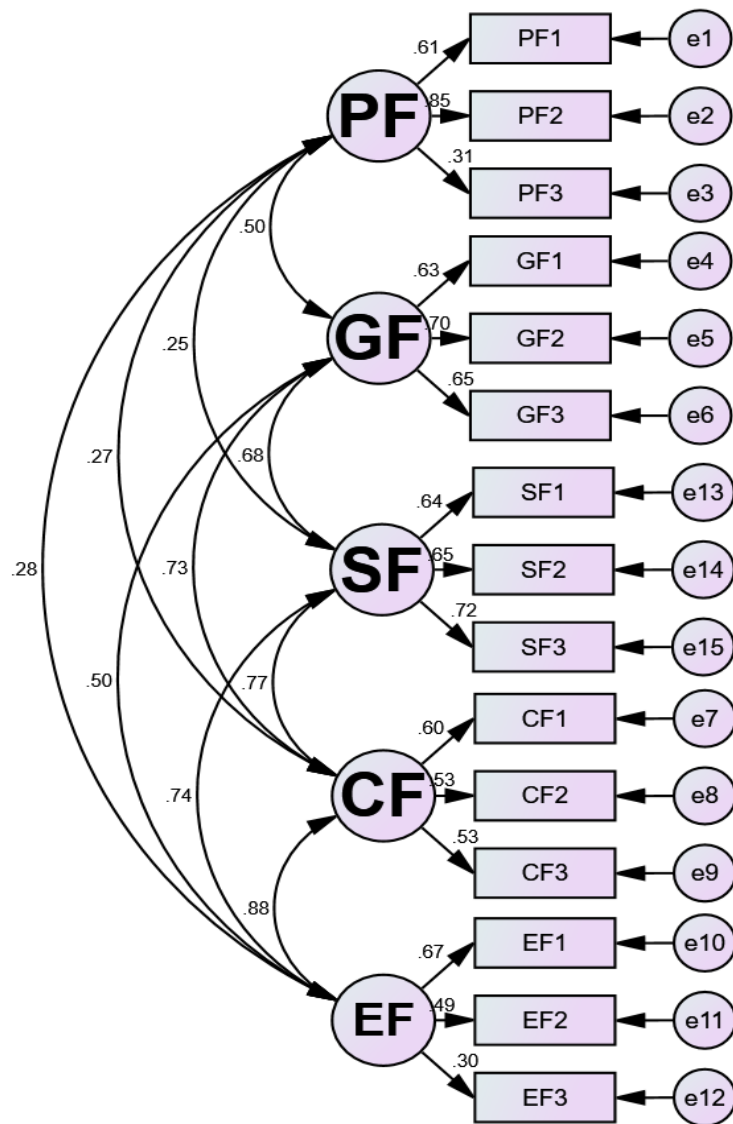 .61 PF1 e1
PF .85 PF2 e2
.31 PF3 e3
.50 .63 GF1 e4
GF .70 GF2 e5
.25 .65 GF3 e6
.27 .68 .64 SF1 e13
.28 .73 SF .65 SF2 e14
.72 SF3 e15
.50 .77 .60 CF1 e7
.74 CF .53 CF2 e8
.53 CF3 e9
.88 .67 EF1 e10
EF .49 EF2 e11
.30 EF3 e12